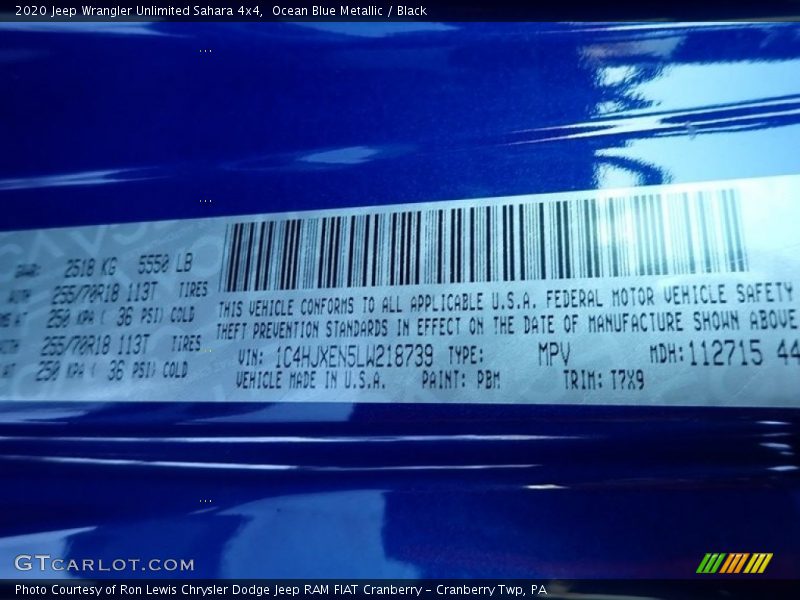 2020 Jeep Wrangler Unlimited Sahara 4x4, Ocean Blue Metallic / Black
2518 KG 5550 LB
255/70R18 113T TIRES
250 KPA ( 36 PSI) COLD
255/70R18 113T TIRES
AT 250 KPA ( 36 PSI) COLD
THIS VEHICLE CONFORMS TO ALL APPLICABLE U.S.A. FEDERAL MOTOR VEHICLE SAFETY
THEFT PREVENTION STANDARDS IN EFFECT ON THE DATE OF MANUFACTURE SHOWN ABOVE
VIN: 1C4HJXEN5LW218739 TYPE: MPV MDH: 112715 44
VEHICLE MADE IN U.S.A. PAINT: PBM TRIM: T7X9
GTCARLOT.COM
Photo Courtesy of Ron Lewis Chrysler Dodge Jeep RAM FIAT Cranberry – Cranberry Twp, PA